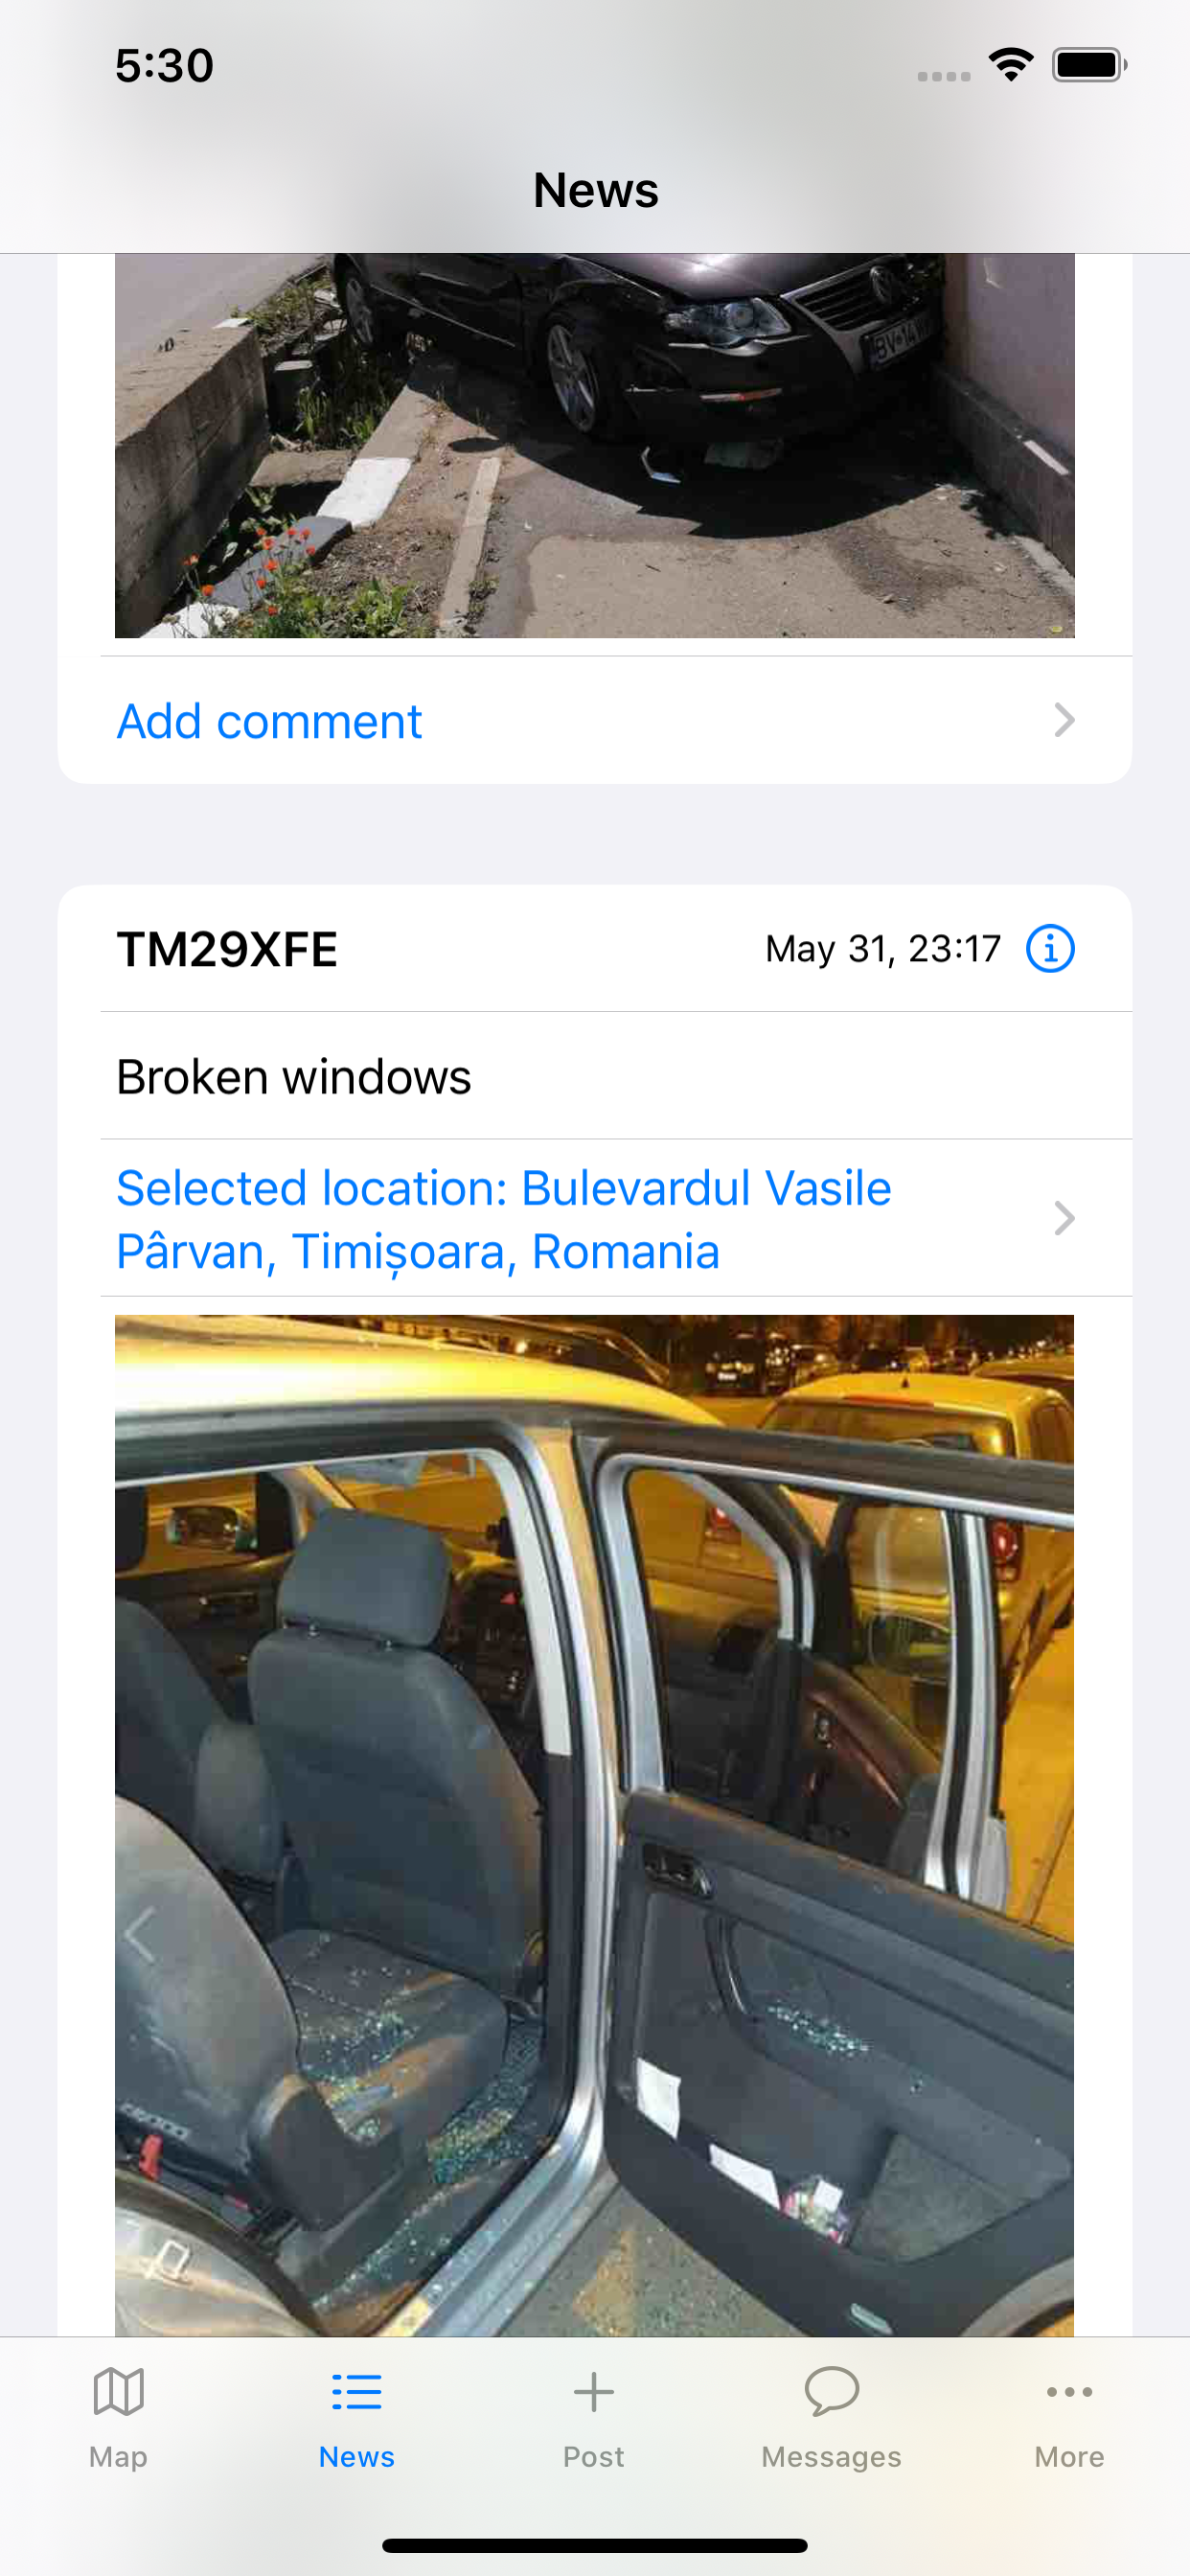 5:30
News
Add comment
TM29XFE
May 31, 23:17
Broken windows
Selected location: Bulevardul Vasile
Pârvan, Timișoara, Romania
Map
News
Post
Messages
More